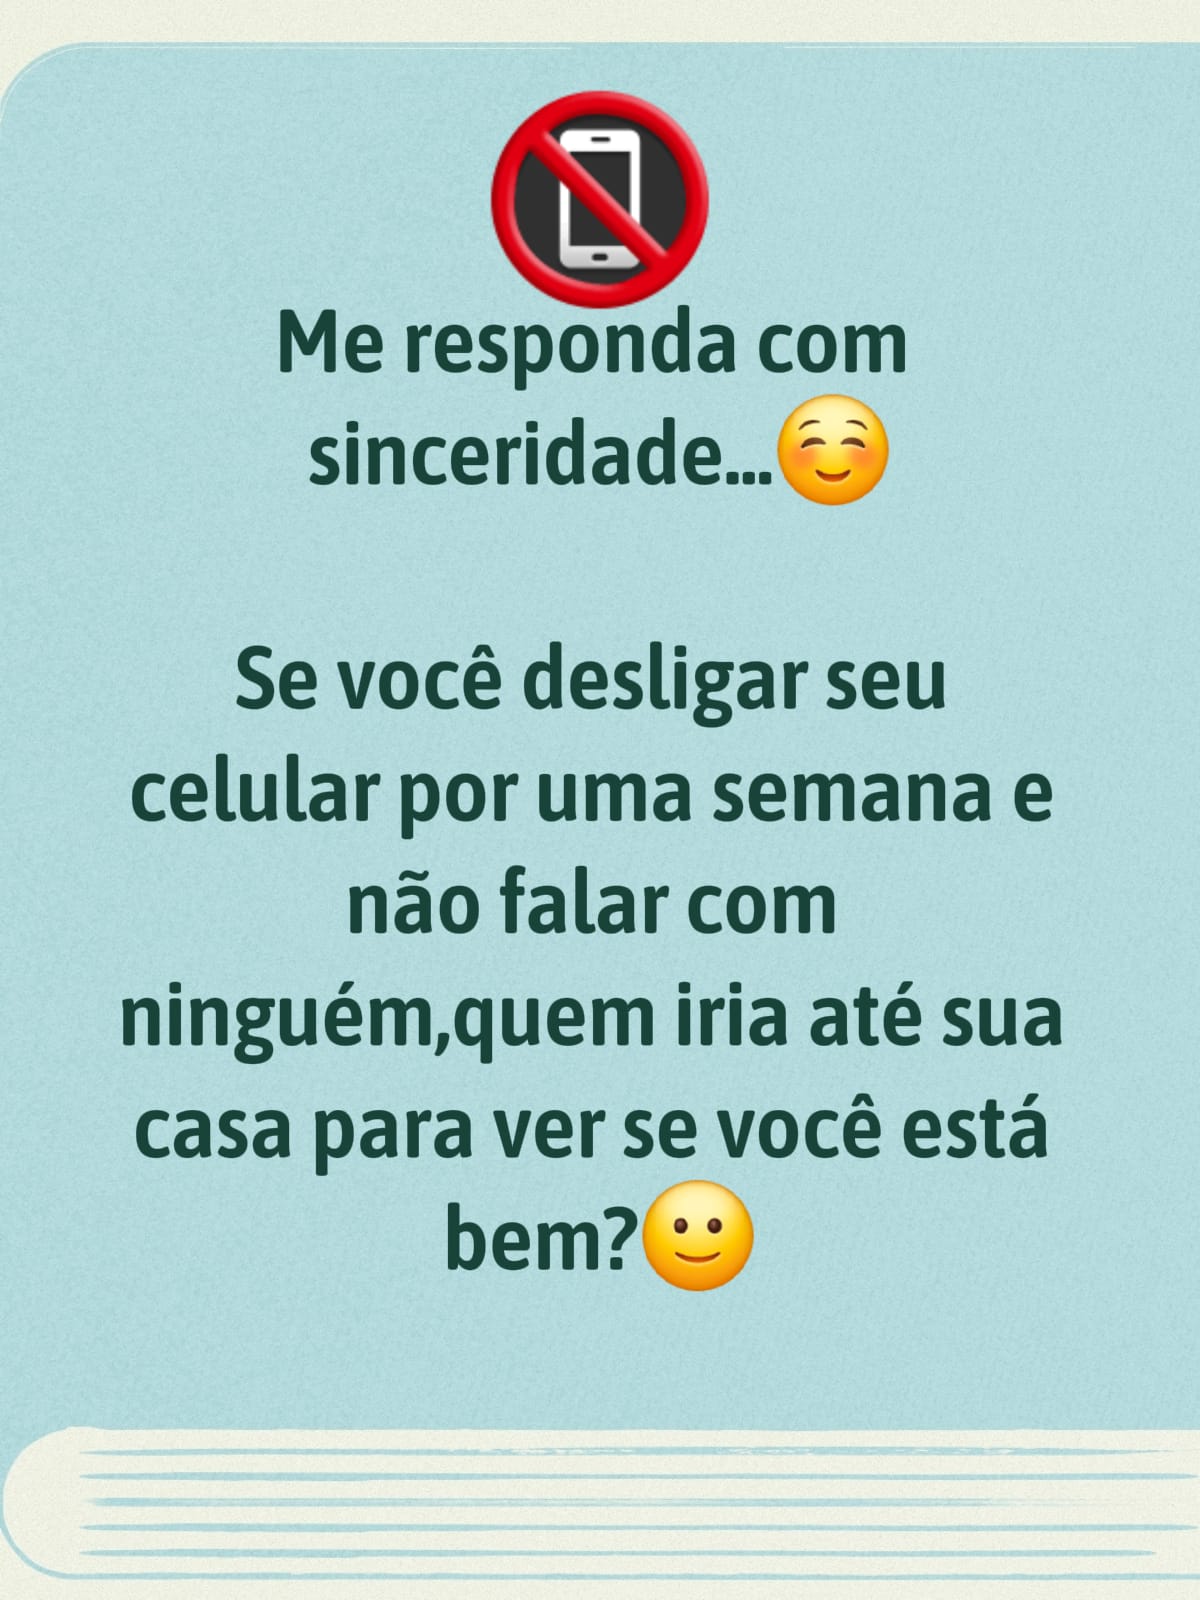 Me responda com
sinceridade...☺️
Se você desligar seu
celular por uma semana e
não falar com
ninguém,quem iria até sua
casa para ver se você está
bem?🙂